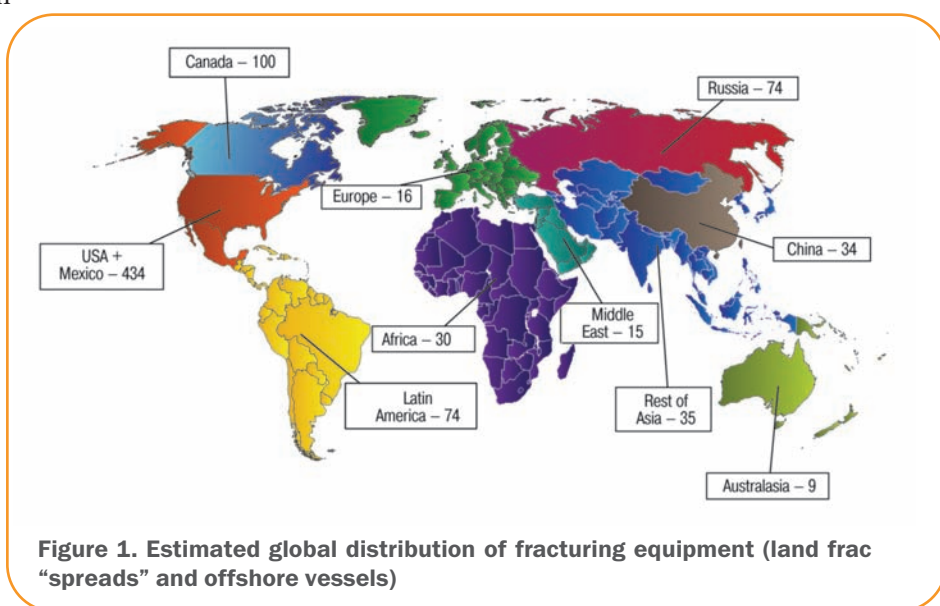 Canada – 100
Russia – 74
Europe – 16
USA +
Mexico – 434
China – 34
Middle
East – 15
Africa – 30
Latin
America – 74
Rest of
Asia – 35
Australasia – 9
Figure 1. Estimated global distribution of fracturing equipment (land frac
“spreads” and offshore vessels)